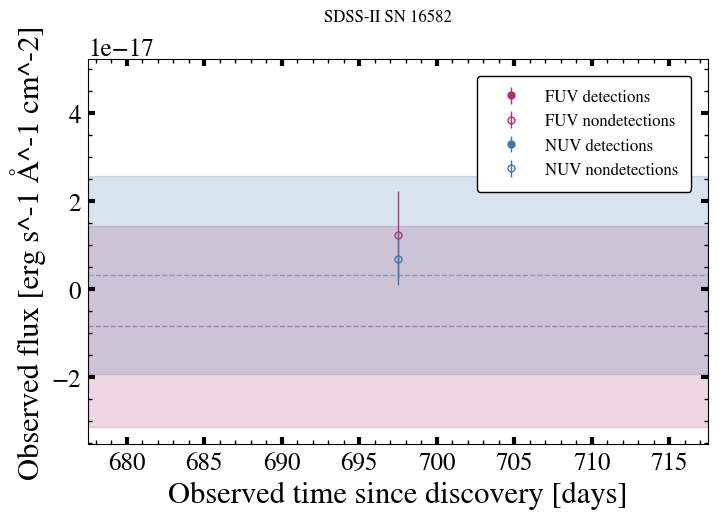 SDSS-II SN 16582
1e−17
Observed flux [erg s^-1 Å^-1 cm^-2]
4
2
0
−2
FUV detections
FUV nondetections
NUV detections
NUV nondetections
680 685 690 695 700 705 710 715
Observed time since discovery [days]